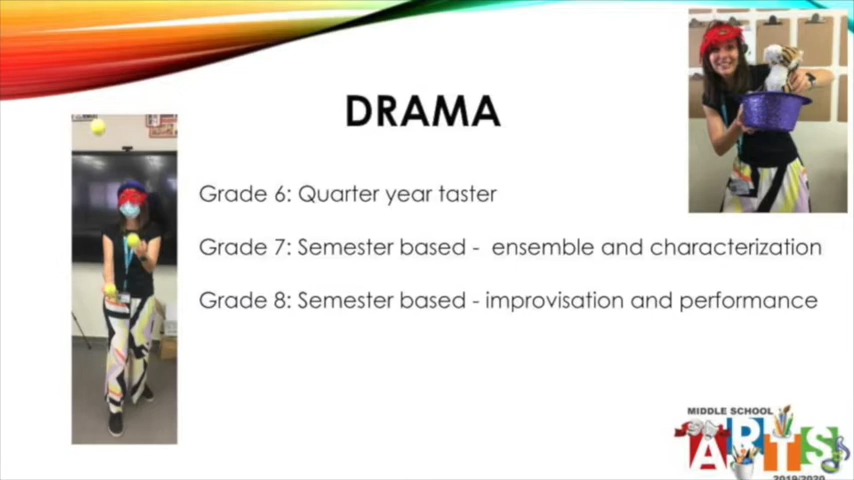 DRAMA
Grade 6: Quarter year taster
Grade 7: Semester based - ensemble and characterization
Grade 8: Semester based - improvisation and performance
MIDDLE SCHOOL
ARTS
2019/2020